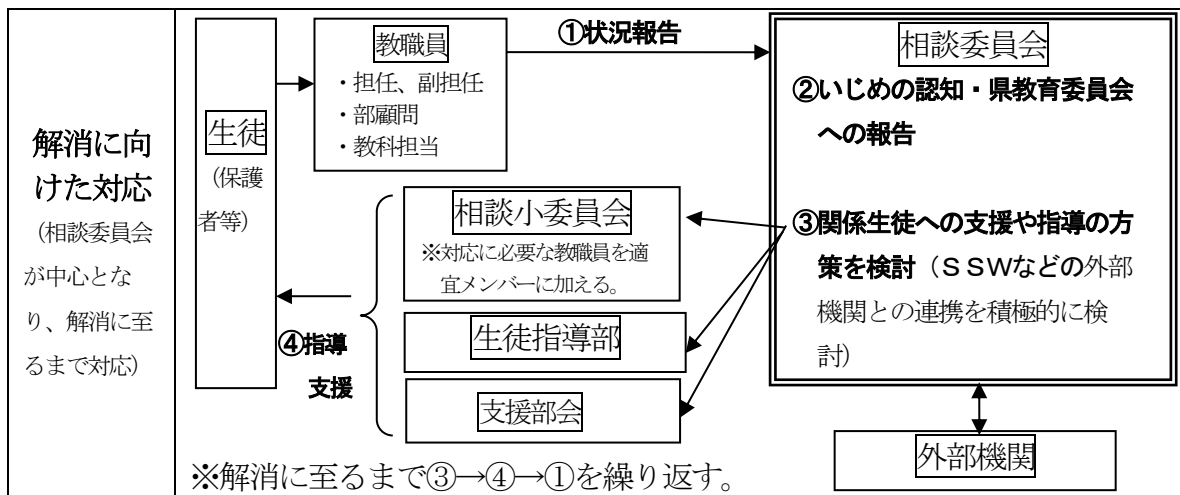 解消に向
けた対応
（相談委員会
が中心とな
り、解消に至
るまで対応）
生徒
（保護
者等）
教職員
・担任、副担任
・部顧問
・教科担当
①状況報告
相談委員会
②いじめの認知・県教育委員会
への報告
③関係生徒への支援や指導の方
策を検討（ＳＳＷなどの外部
機関との連携を積極的に検
討）
相談小委員会
※対応に必要な教職員を適
宜メンバーに加える。
生徒指導部
支援部会
④指導
支援
外部機関
※解消に至るまで③→④→①を繰り返す。